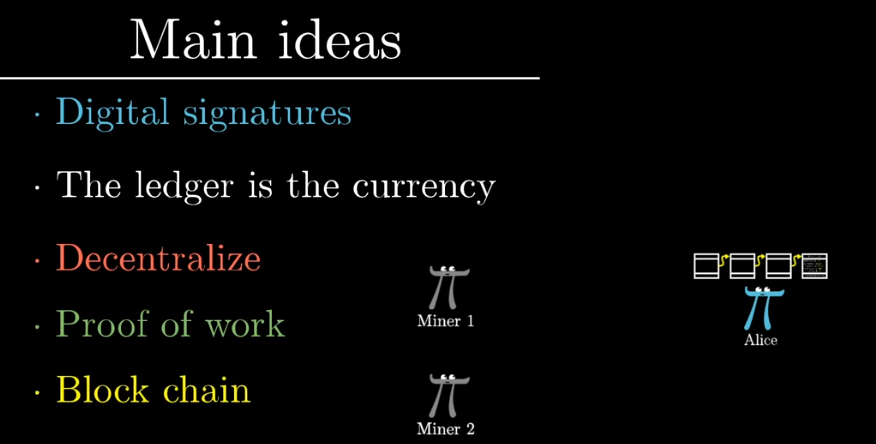 Main ideas
· Digital signatures
· The ledger is the currency
· Decentralize
· Proof of work
· Block chain
Miner 1
Miner 2
Alice